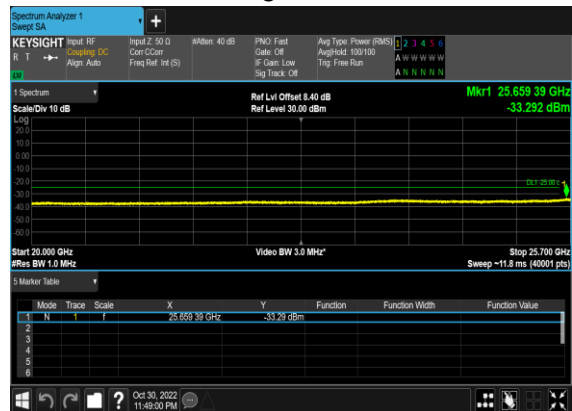 Spectrum Analyzer 1
Swept SA
KEYSIGHT Input: RF Input Z: 50 Ω #Atten: 40 dB PNO: Fast Avg Type: Power (RMS) 1 2 3 4 5 6
R T Coupling: DC Corr CCorr Gate: Off Avg|Hold: 100/100 A W W W W W
Align: Auto Freq Ref: Int (S) IF Gain: Low Trig: Free Run
Sig Track: Off A N N N N N
1 Spectrum Ref Lvl Offset 8.40 dB Mkr1 25.659 39 GHz
Scale/Div 10 dB Ref Level 30.00 dBm -33.292 dBm
Log
20.0
10.0
0.00
-10.0
-20.0
DL1 -25.00
-30.0
-40.0
-50.0
-60.0
Start 20.000 GHz Video BW 3.0 MHz* Stop 25.700 GHz
#Res BW 1.0 MHz Sweep ~11.8 ms (40001 pts)
5 Marker Table
Mode Trace Scale X Y Function Function Width Function Value
1 N 1 f 25.659 39 GHz -33.29 dBm
2
3
4
5
6
? Oct 30, 2022
11:49:00 PM